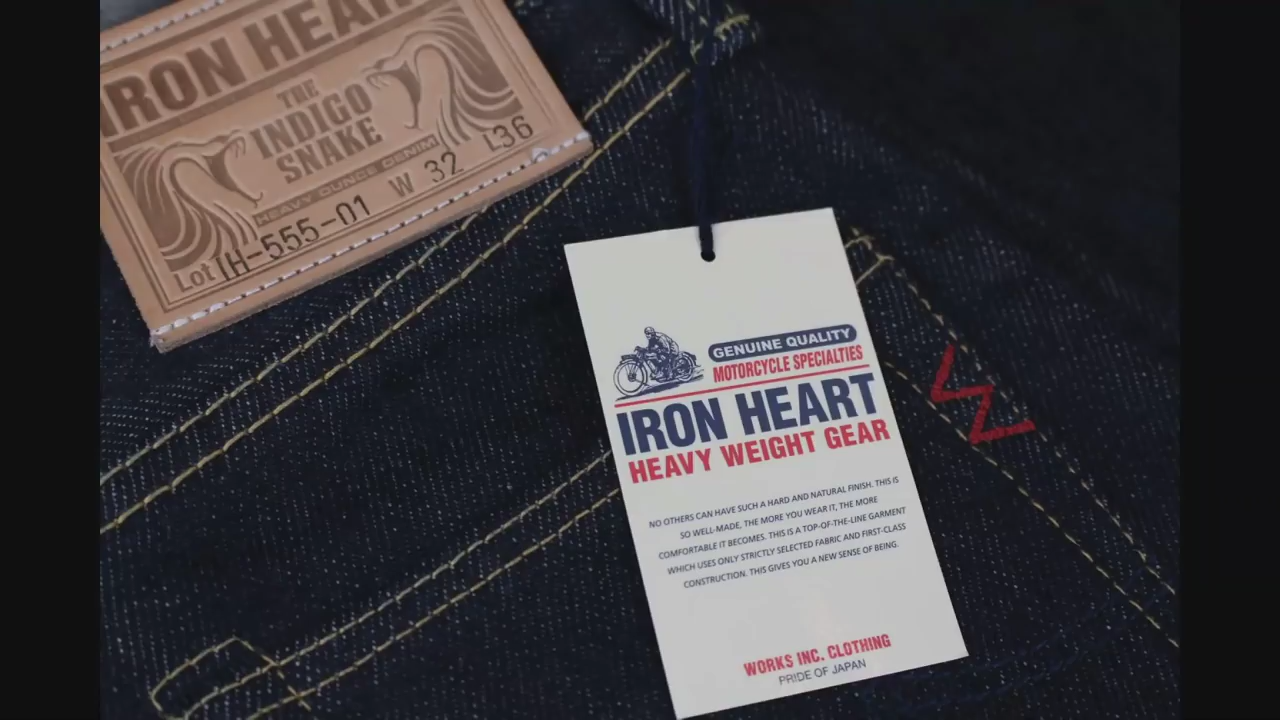 IRON HEART
THE
INDIGO
SNAKE
HEAVY OUNCE DENIM
Lot IH-555-01 W 32 L36
GENUINE QUALITY
MOTORCYCLE SPECIALTIES
IRON HEART
HEAVY WEIGHT GEAR
NO OTHERS CAN HAVE SUCH A HARD AND NATURAL FINISH. THIS IS
SO WELL-MADE, THE MORE YOU WEAR IT, THE MORE
COMFORTABLE IT BECOMES. THIS IS A TOP-OF-THE-LINE GARMENT
WHICH USES ONLY STRICTLY SELECTED FABRIC AND FIRST-CLASS
CONSTRUCTION. THIS GIVES YOU A NEW SENSE OF BEING.
WORKS INC. CLOTHING
PRIDE OF JAPAN